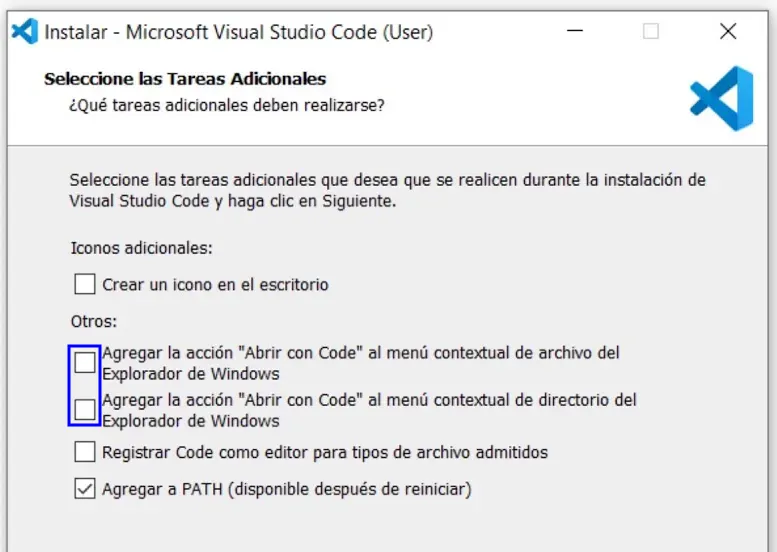 Instalar - Microsoft Visual Studio Code (User)
Seleccione las Tareas Adicionales
¿Qué tareas adicionales deben realizarse?
Seleccione las tareas adicionales que desea que se realicen durante la instalación de
Visual Studio Code y haga clic en Siguiente.
Iconos adicionales:
Crear un icono en el escritorio
Otros:
Agregar la acción "Abrir con Code" al menú contextual de archivo del
Explorador de Windows
Agregar la acción "Abrir con Code" al menú contextual de directorio del
Explorador de Windows
Registrar Code como editor para tipos de archivo admitidos
Agregar a PATH (disponible después de reiniciar)